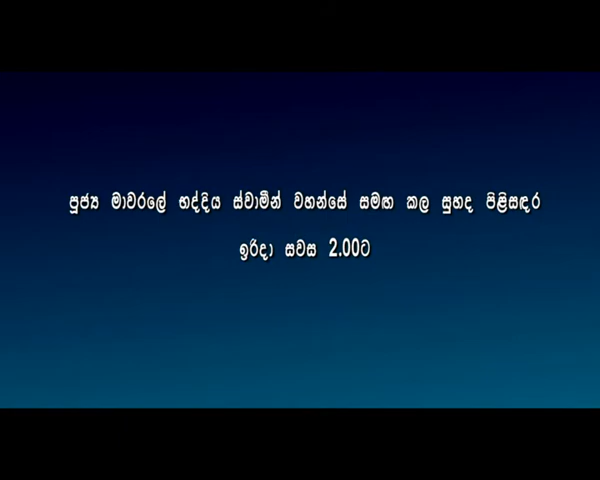 පූජ්‍ය මාවරලේ භද්දිය ස්වාමීන් වහන්සේ සමඟ කල සුහද පිළිසඳර
ඉරිදා සවස 2.00ට